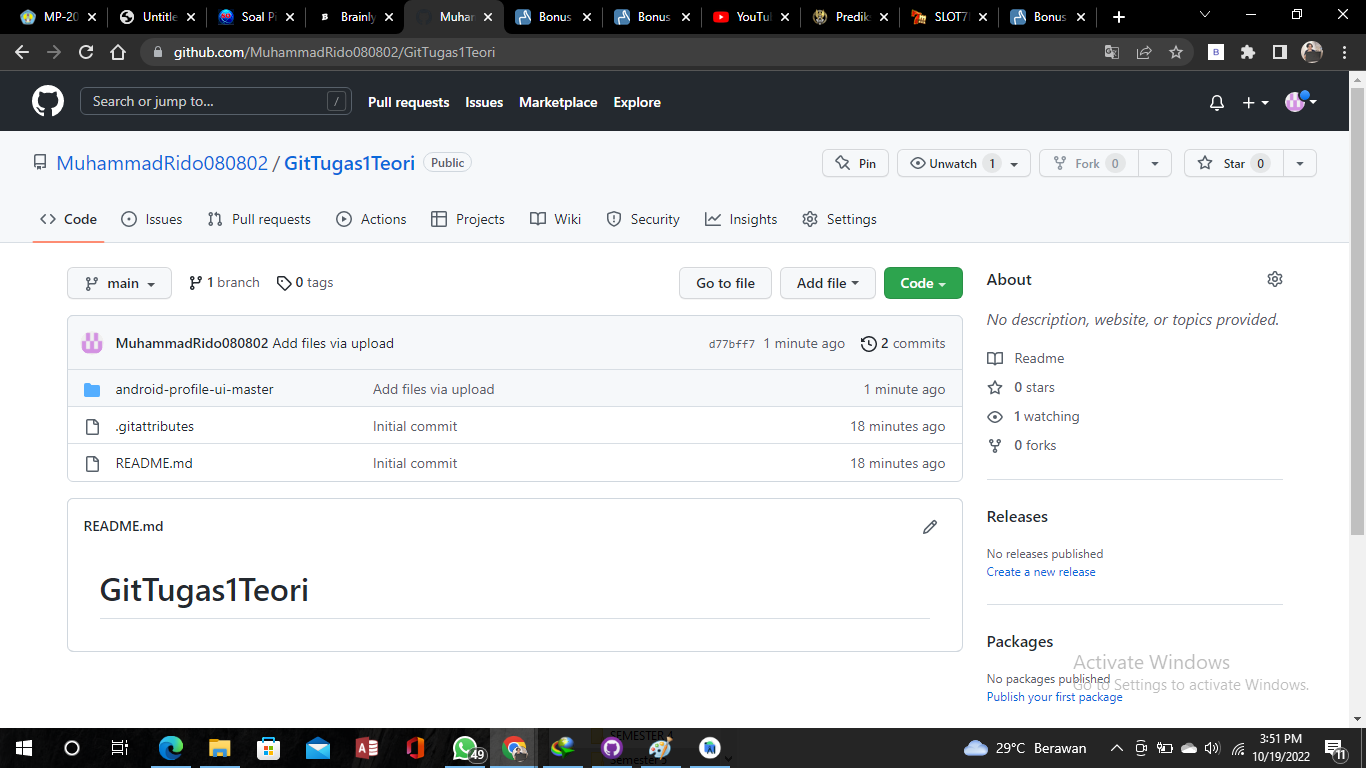 MP-20 Untitle Soal Pi Brainly Muhar Bonus Bonus YouTu Predik SLOT7 Bonus
github.com/MuhammadRido080802/GitTugas1Teori
Search or jump to... / Pull requests Issues Marketplace Explore
MuhammadRido080802 / GitTugas1Teori Public Pin Unwatch 1 Fork 0 Star 0
Code Issues Pull requests Actions Projects Wiki Security Insights Settings
main 1 branch 0 tags Go to file Add file Code
MuhammadRido080802 Add files via upload d77bff7 1 minute ago 2 commits
android-profile-ui-master Add files via upload 1 minute ago
.gitattributes Initial commit 18 minutes ago
README.md Initial commit 18 minutes ago
README.md
GitTugas1Teori
About
No description, website, or topics provided.
Readme
0 stars
1 watching
0 forks
Releases
No releases published
Create a new release
Packages
No packages published
Publish your first package
Activate Windows
Go to Settings to activate Windows.
SEMESTER 4
Semester 5
49
29°C Berawan
3:51 PM
10/19/2022
11